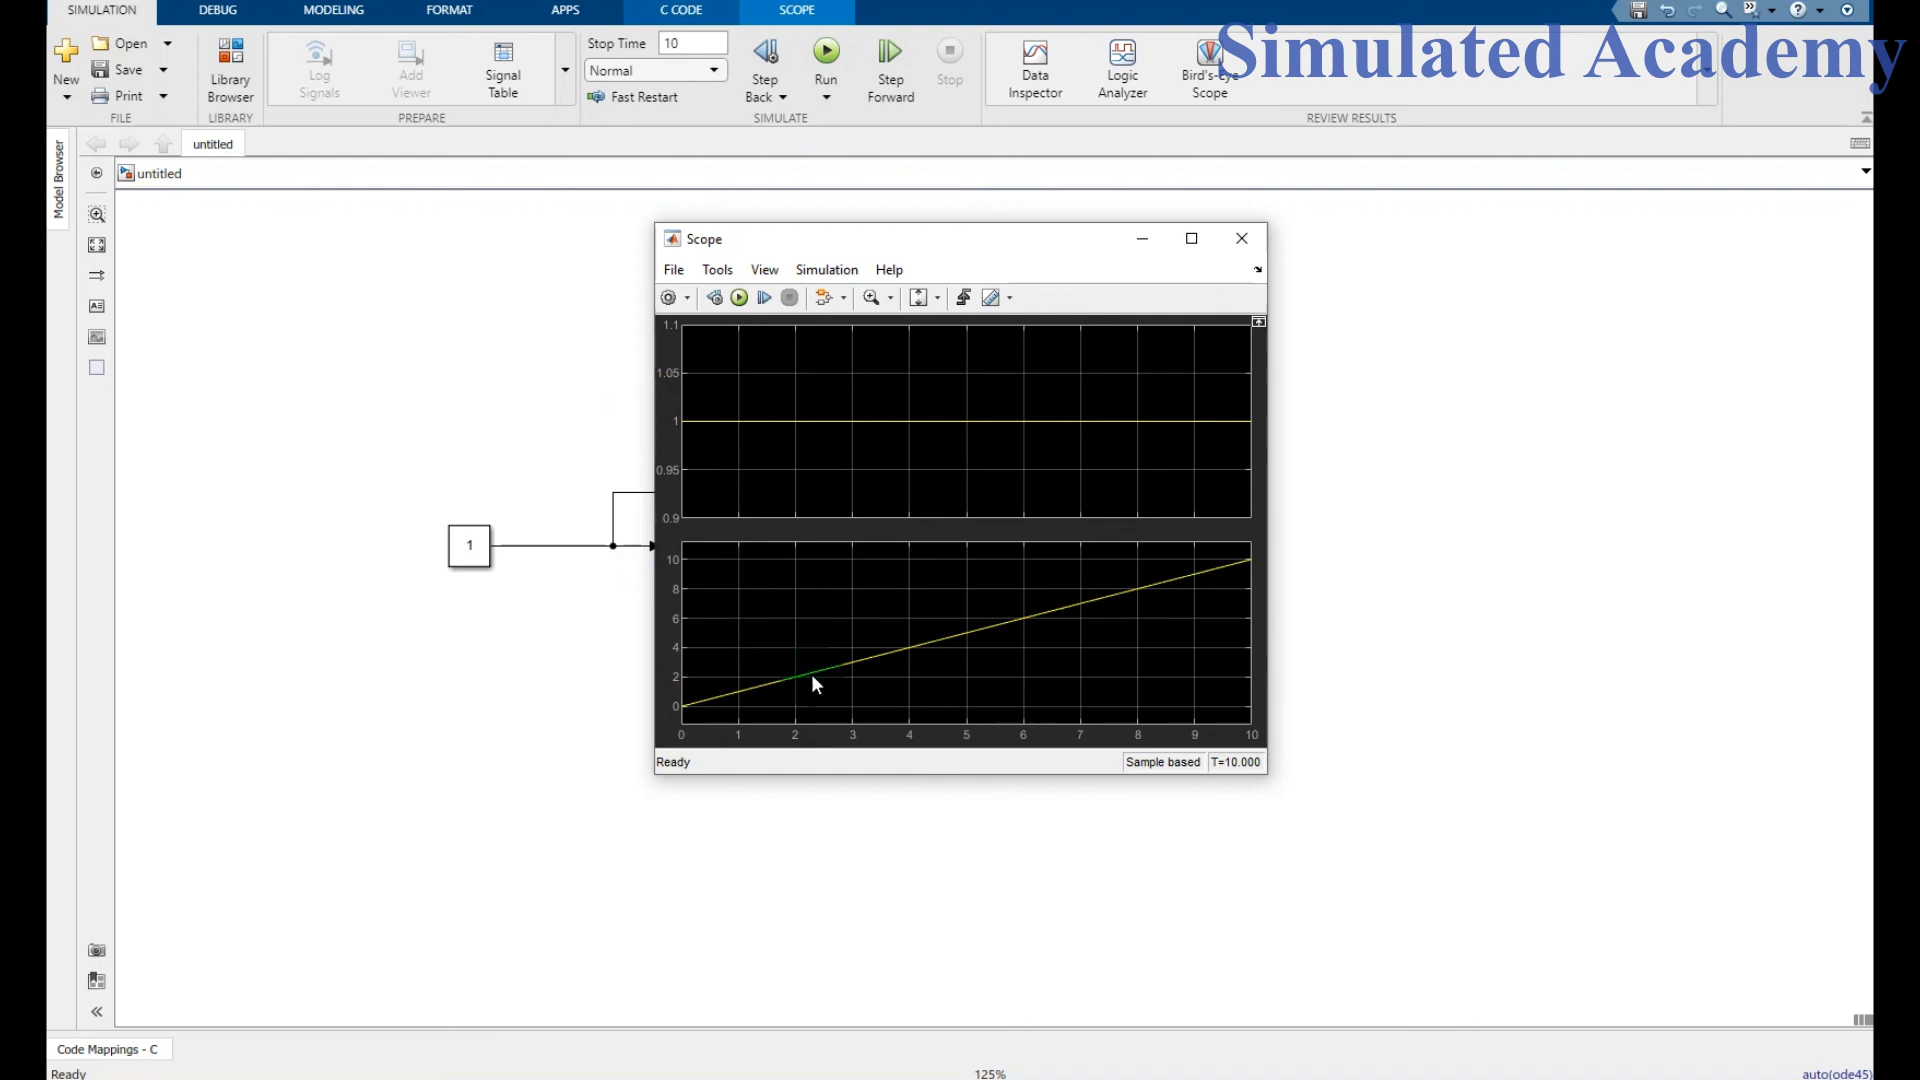 SIMULATION DEBUG MODELING FORMAT APPS C CODE SCOPE
Simulated Academy
New Open Save Print
FILE
Library Browser
LIBRARY
Log Signals
Add Viewer
Signal Table
PREPARE
Stop Time 10
Normal
Fast Restart
Step Back
Run
Step Forward
Stop
SIMULATE
Data Inspector
Logic Analyzer
Bird's-Eye Scope
REVIEW RESULTS
Model Browser
untitled
untitled
1
Scope
File Tools View Simulation Help
1.1
1.05
1
0.95
0.9
10
8
6
4
2
0
0 1 2 3 4 5 6 7 8 9 10
Ready Sample based T=10.000
Code Mappings - C
Ready 125% auto(ode45)